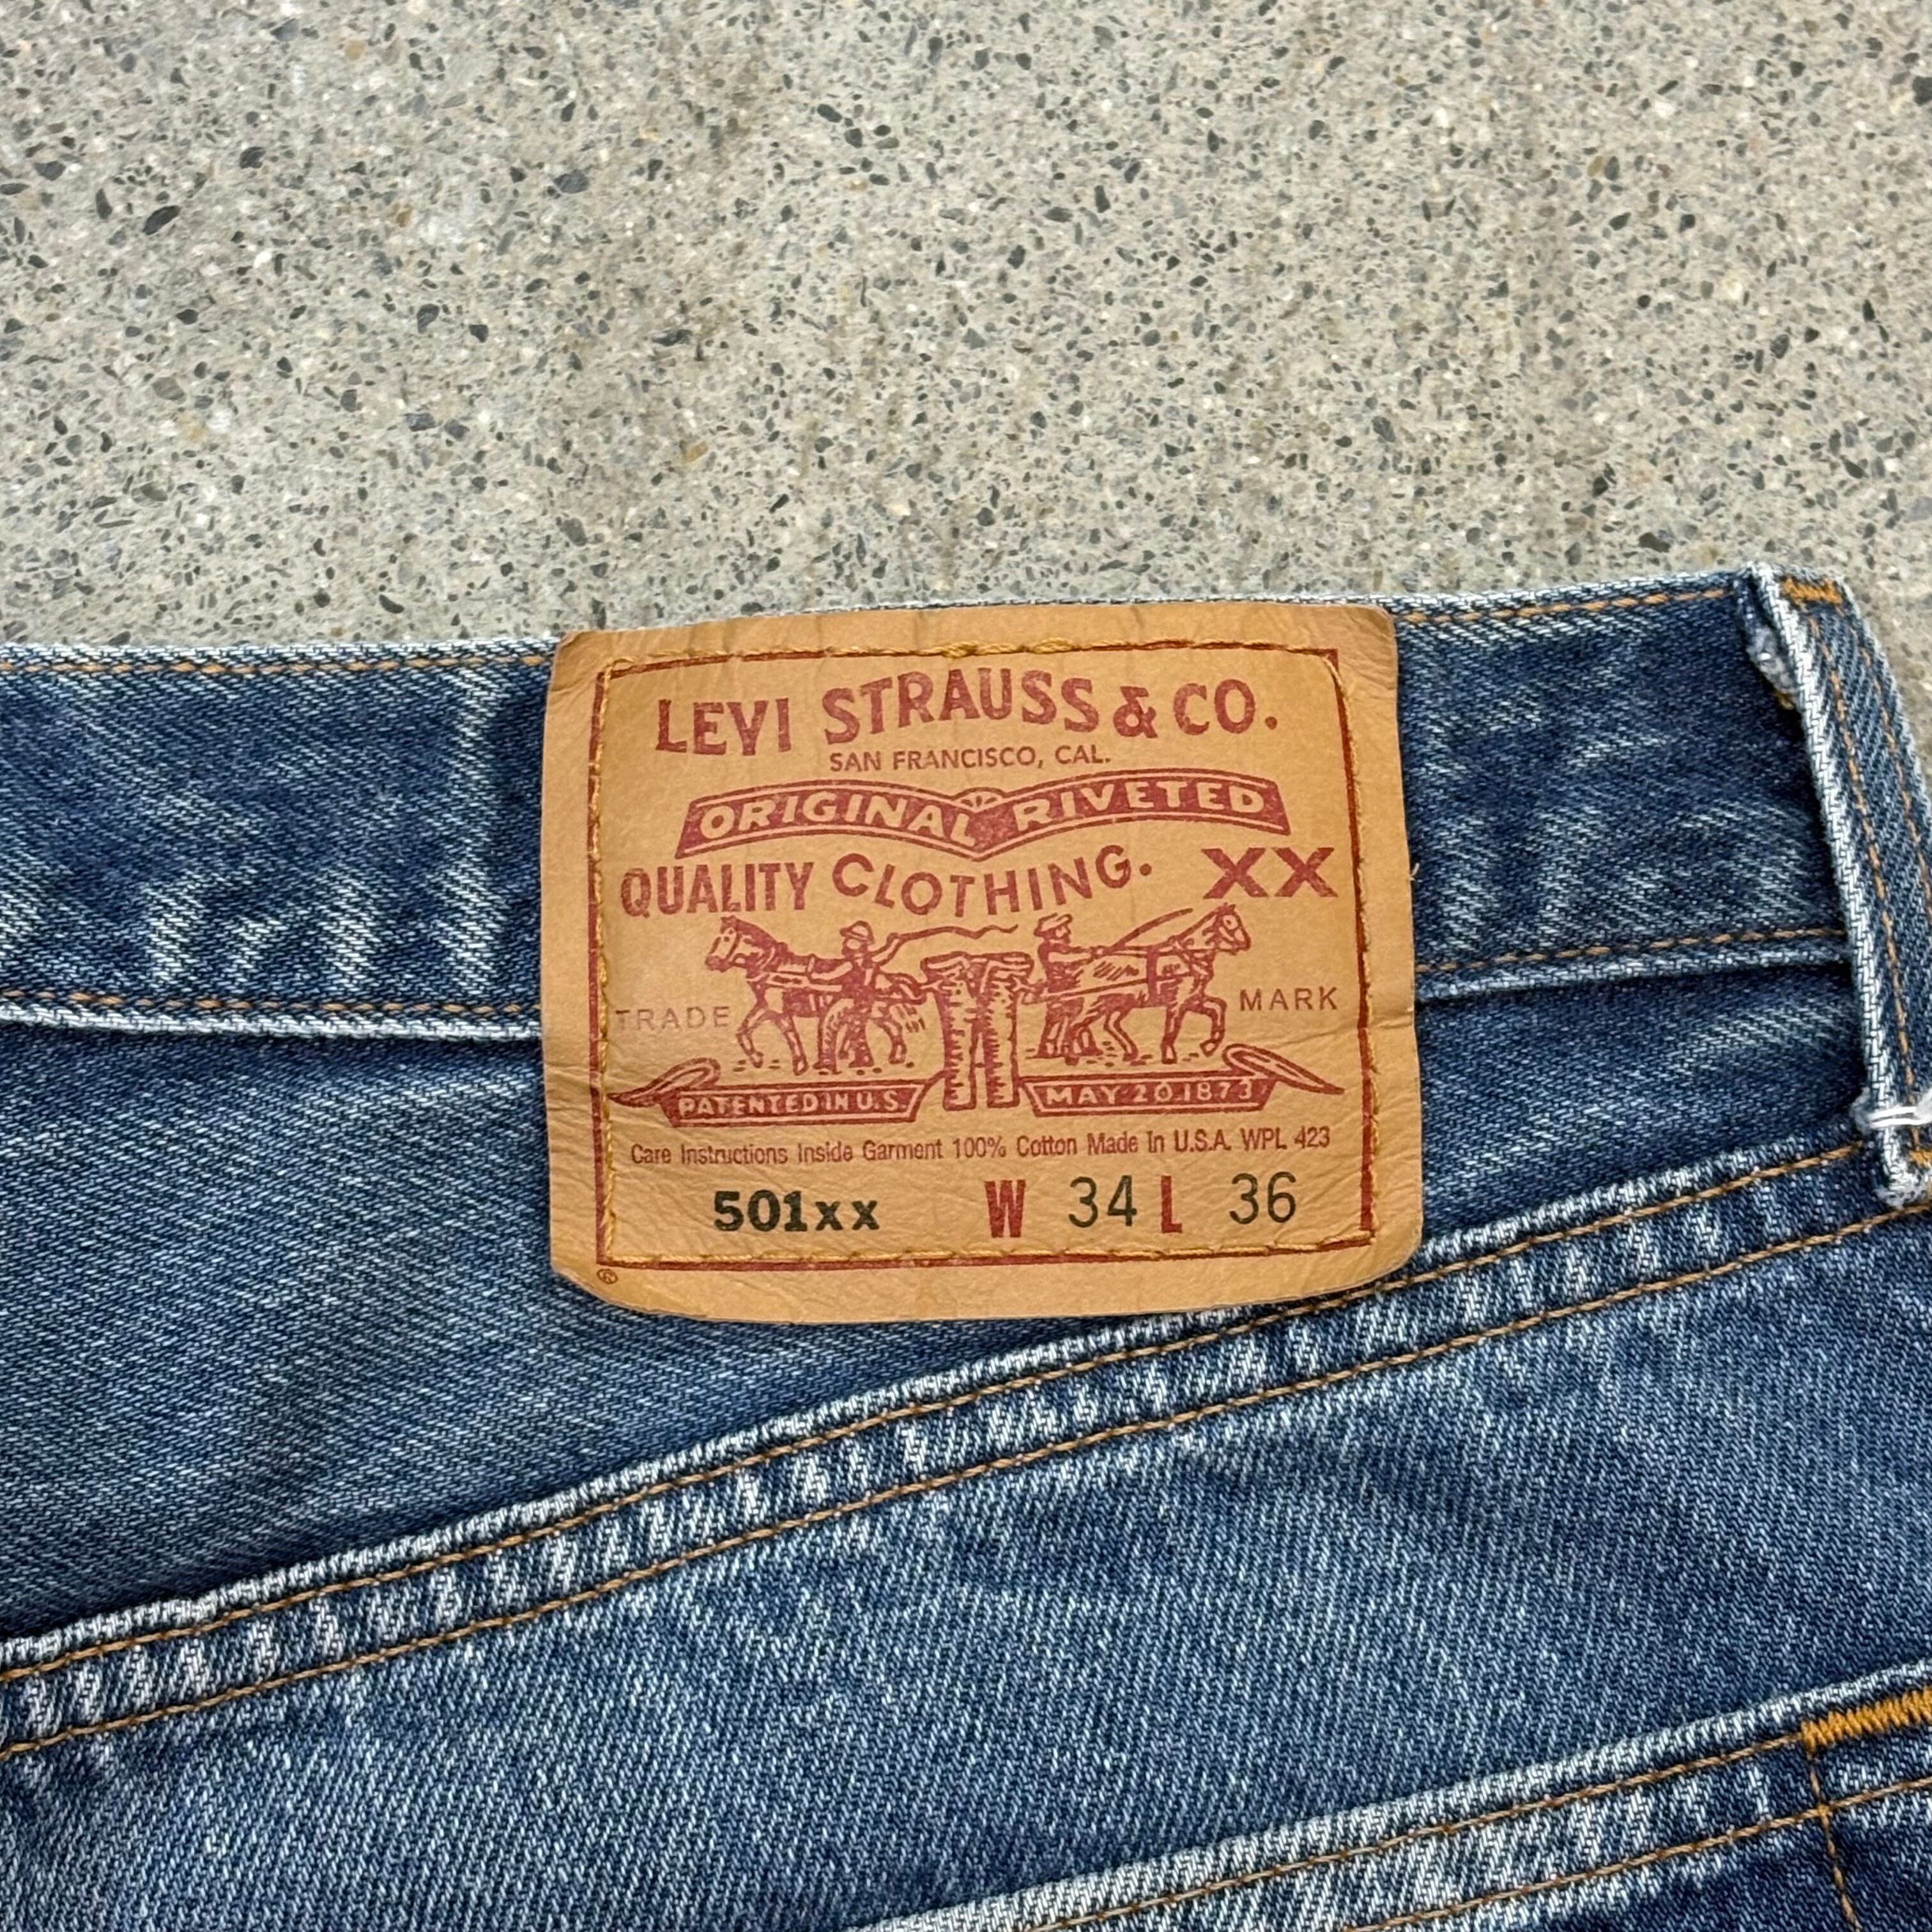 LEVI STRAUSS & CO.
SAN FRANCISCO, CAL.
ORIGINAL RIVETED
QUALITY CLOTHING. XX
TRADE MARK
PATENTED IN U.S. MAY 20 1873
Care Instructions Inside Garment 100% Cotton Made In U.S.A. WPL 423
501xx W 34 L 36
®